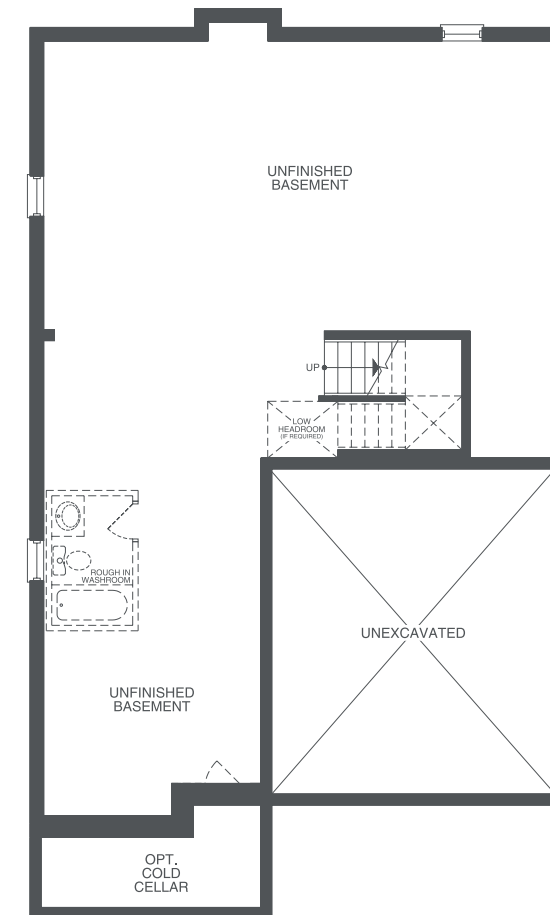 UNFINISHED
BASEMENT
UP
LOW
HEADROOM
(IF REQUIRED)
ROUGH IN
WASHROOM
UNEXCAVATED
UNFINISHED
BASEMENT
OPT.
COLD
CELLAR